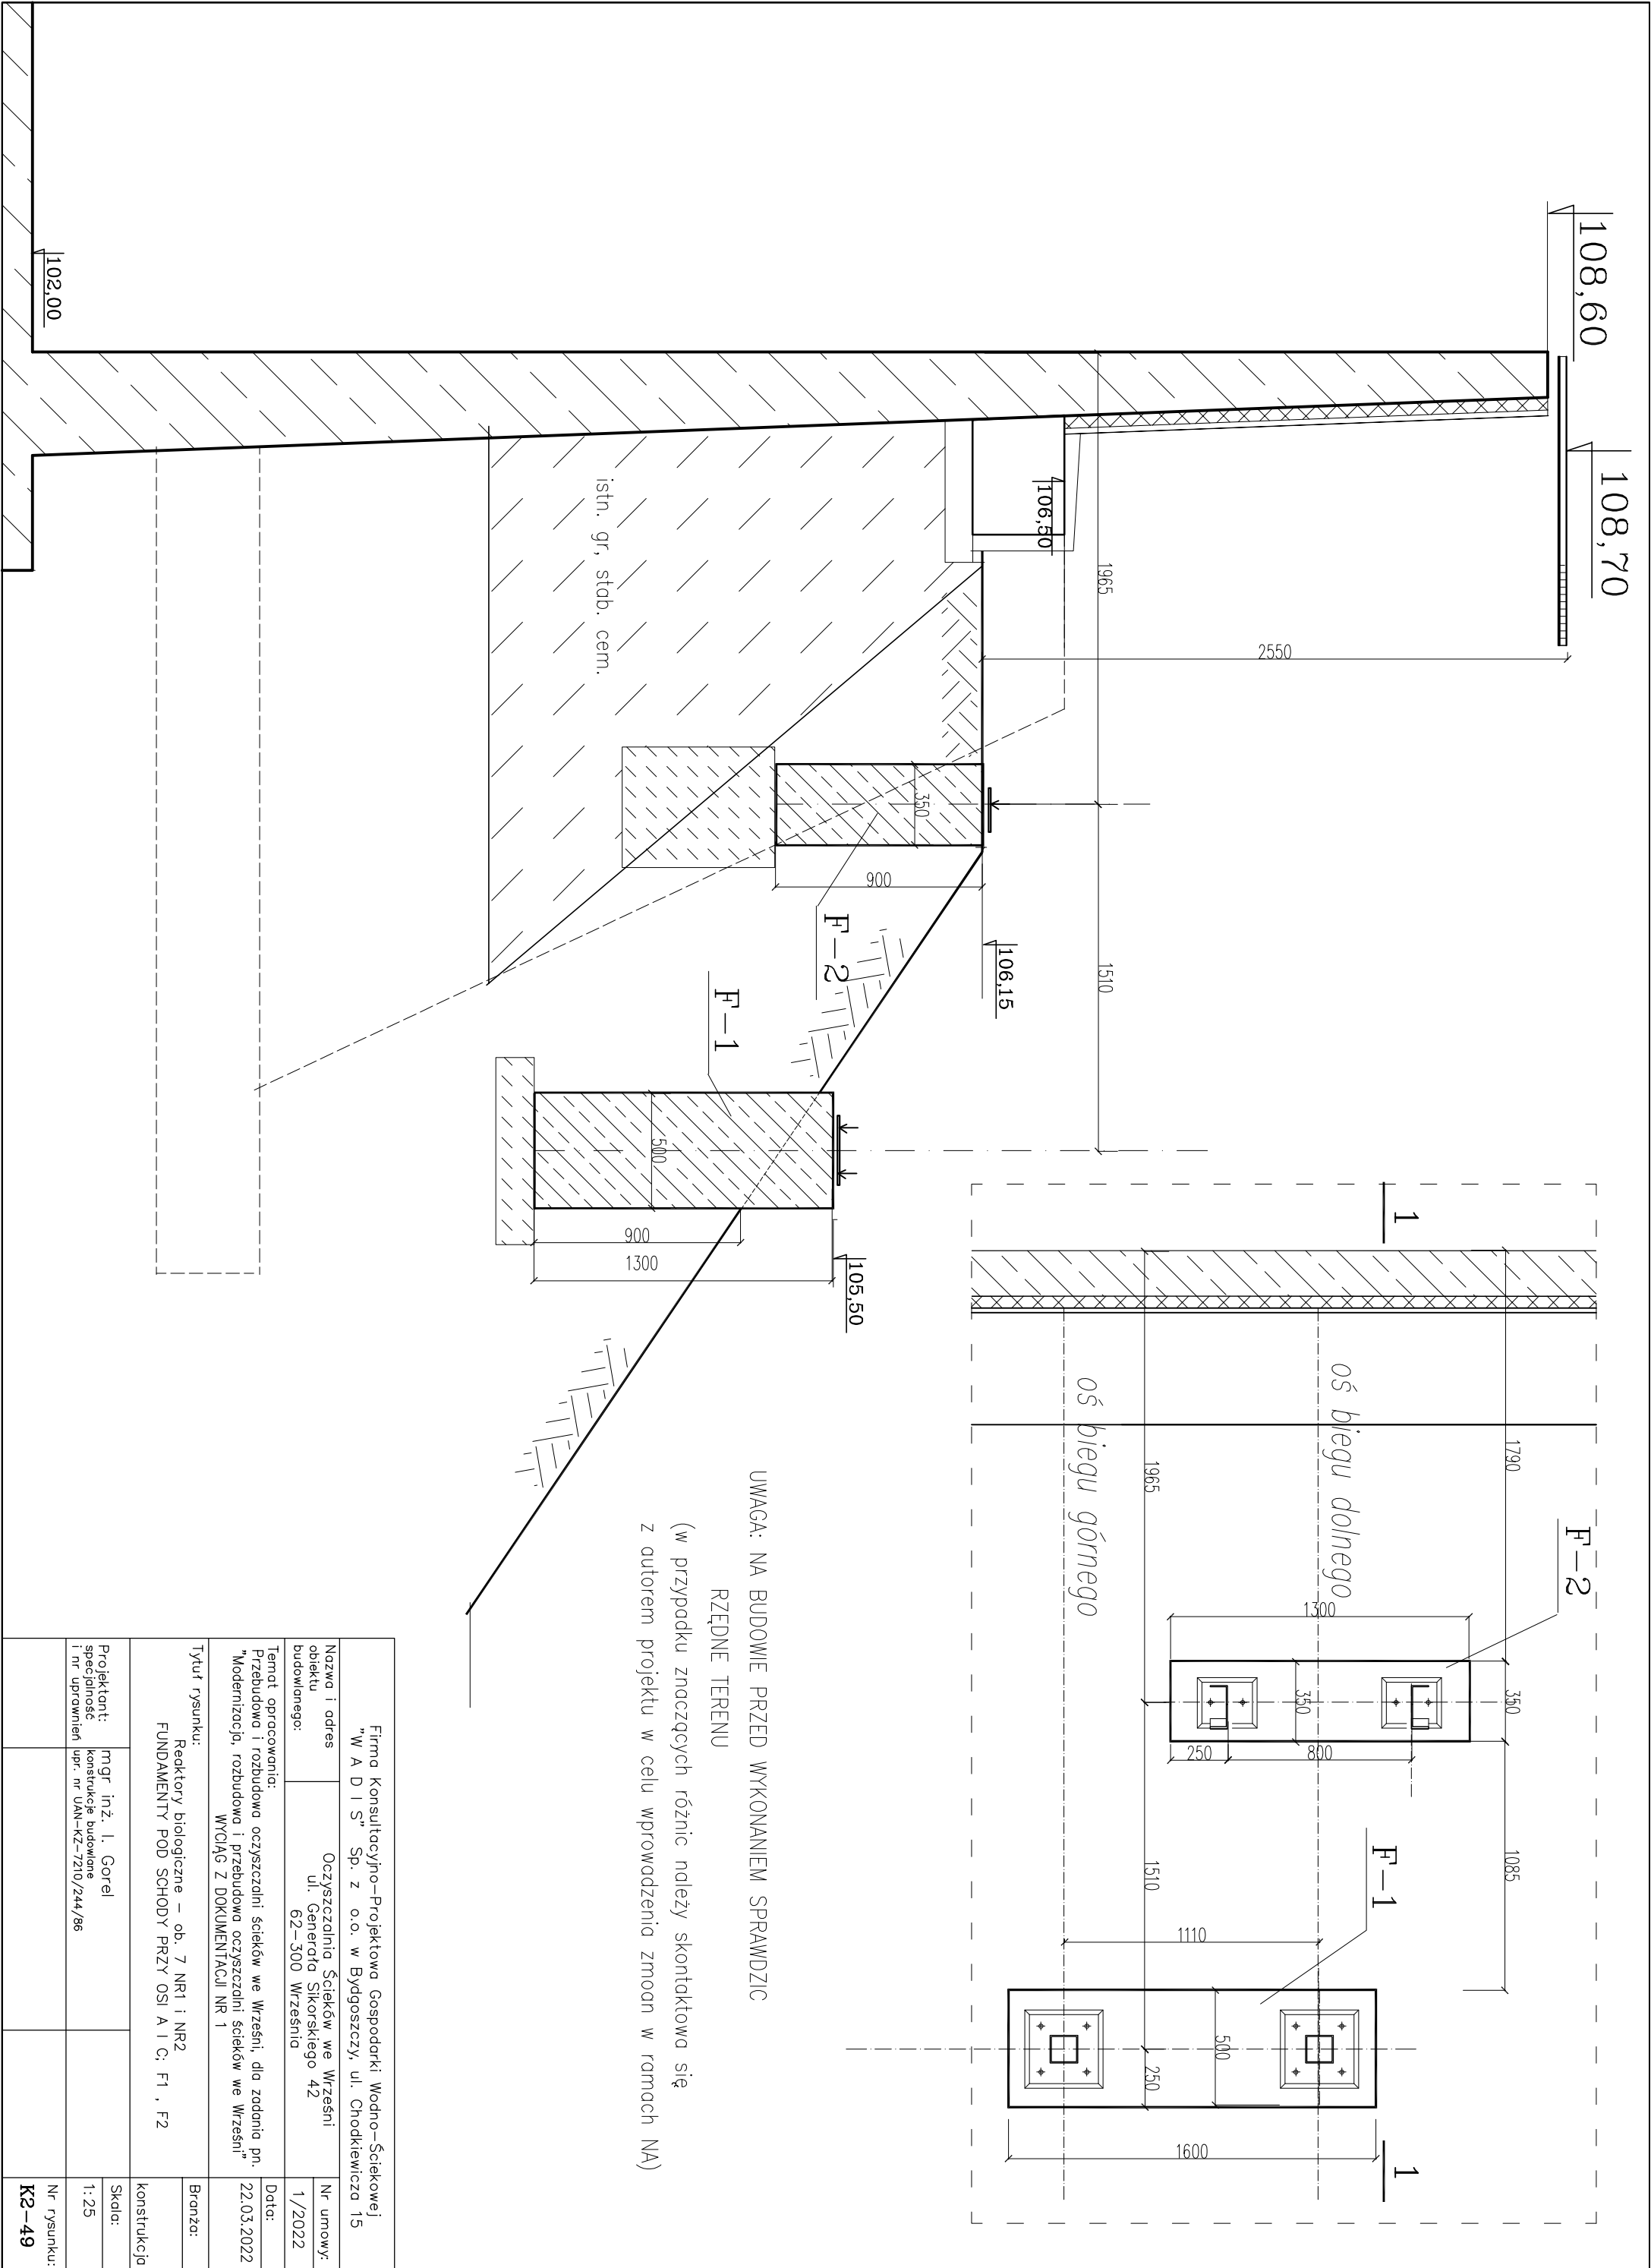 108,60
108,70
102,00
106,50
1965
2550
istn. gr, stab. cem.
350
900
F-2
106,15
1510
F-1
500
900
1300
105,50
1
1790
oś biegu dolnego
oś biegu górnego
1965
F-2
1300
350
350
250
800
1085
F-1
1510
1110
500
250
1600
1
UWAGA: NA BUDOWIE PRZED WYKONANIEM SPRAWDZIC
RZĘDNE TERENU
(w przypadku znaczących różnic należy skontaktowa się
z autorem projektu w celu wprowadzenia zmoan w ramach NA)
Firma Konsultacyjno-Projektowa Gospodarki Wodno-Ściekowej
"W A D I S" Sp. z o.o. w Bydgoszczy, ul. Chodkiewicza 15
Nazwa i adres
obiektu
budowlanego:
Oczyszczalnia Ścieków we Wrześni
ul. Generała Sikorskiego 42
62-300 Września
Nr umowy:
1/2022
Temat opracowania:
Przebudowa i rozbudowa oczyszczalni ścieków we Wrześni, dla zadania pn.
"Modernizacja, rozbudowa i przebudowa oczyszczalni ścieków we Wrześni"
WYCIĄG Z DOKUMENTACJI NR 1
Data:
22.03.2022
Tytuł rysunku:
Reaktory biologiczne - ob. 7 NR1 i NR2
FUNDAMENTY POD SCHODY PRZY OSI A I C; F1 , F2
Branża:
konstrukcja
Projektant:
specjalność
i nr uprawnień
mgr inż. I. Gorel
konstrukcje budowlane
upr. nr UAN-KZ-7210/244/86
Skala:
1:25
Nr rysunku:
K2-49